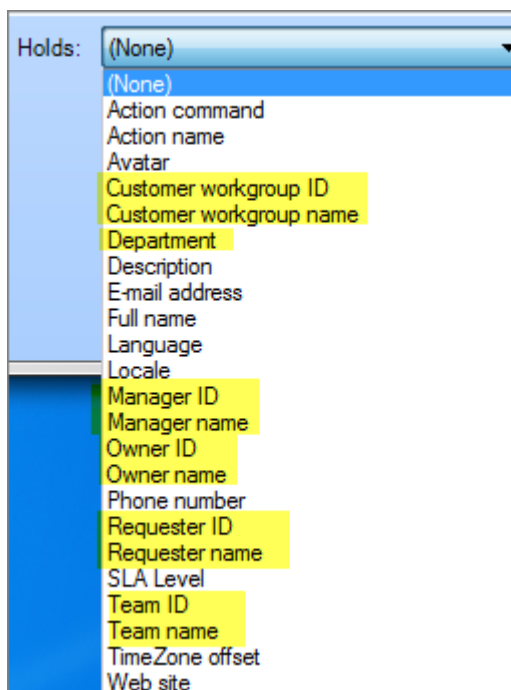 Holds: (None)
(None)
Action command
Action name
Avatar
Customer workgroup ID
Customer workgroup name
Department
Description
E-mail address
Full name
Language
Locale
Manager ID
Manager name
Owner ID
Owner name
Phone number
Requester ID
Requester name
SLA Level
Team ID
Team name
TimeZone offset
Web site